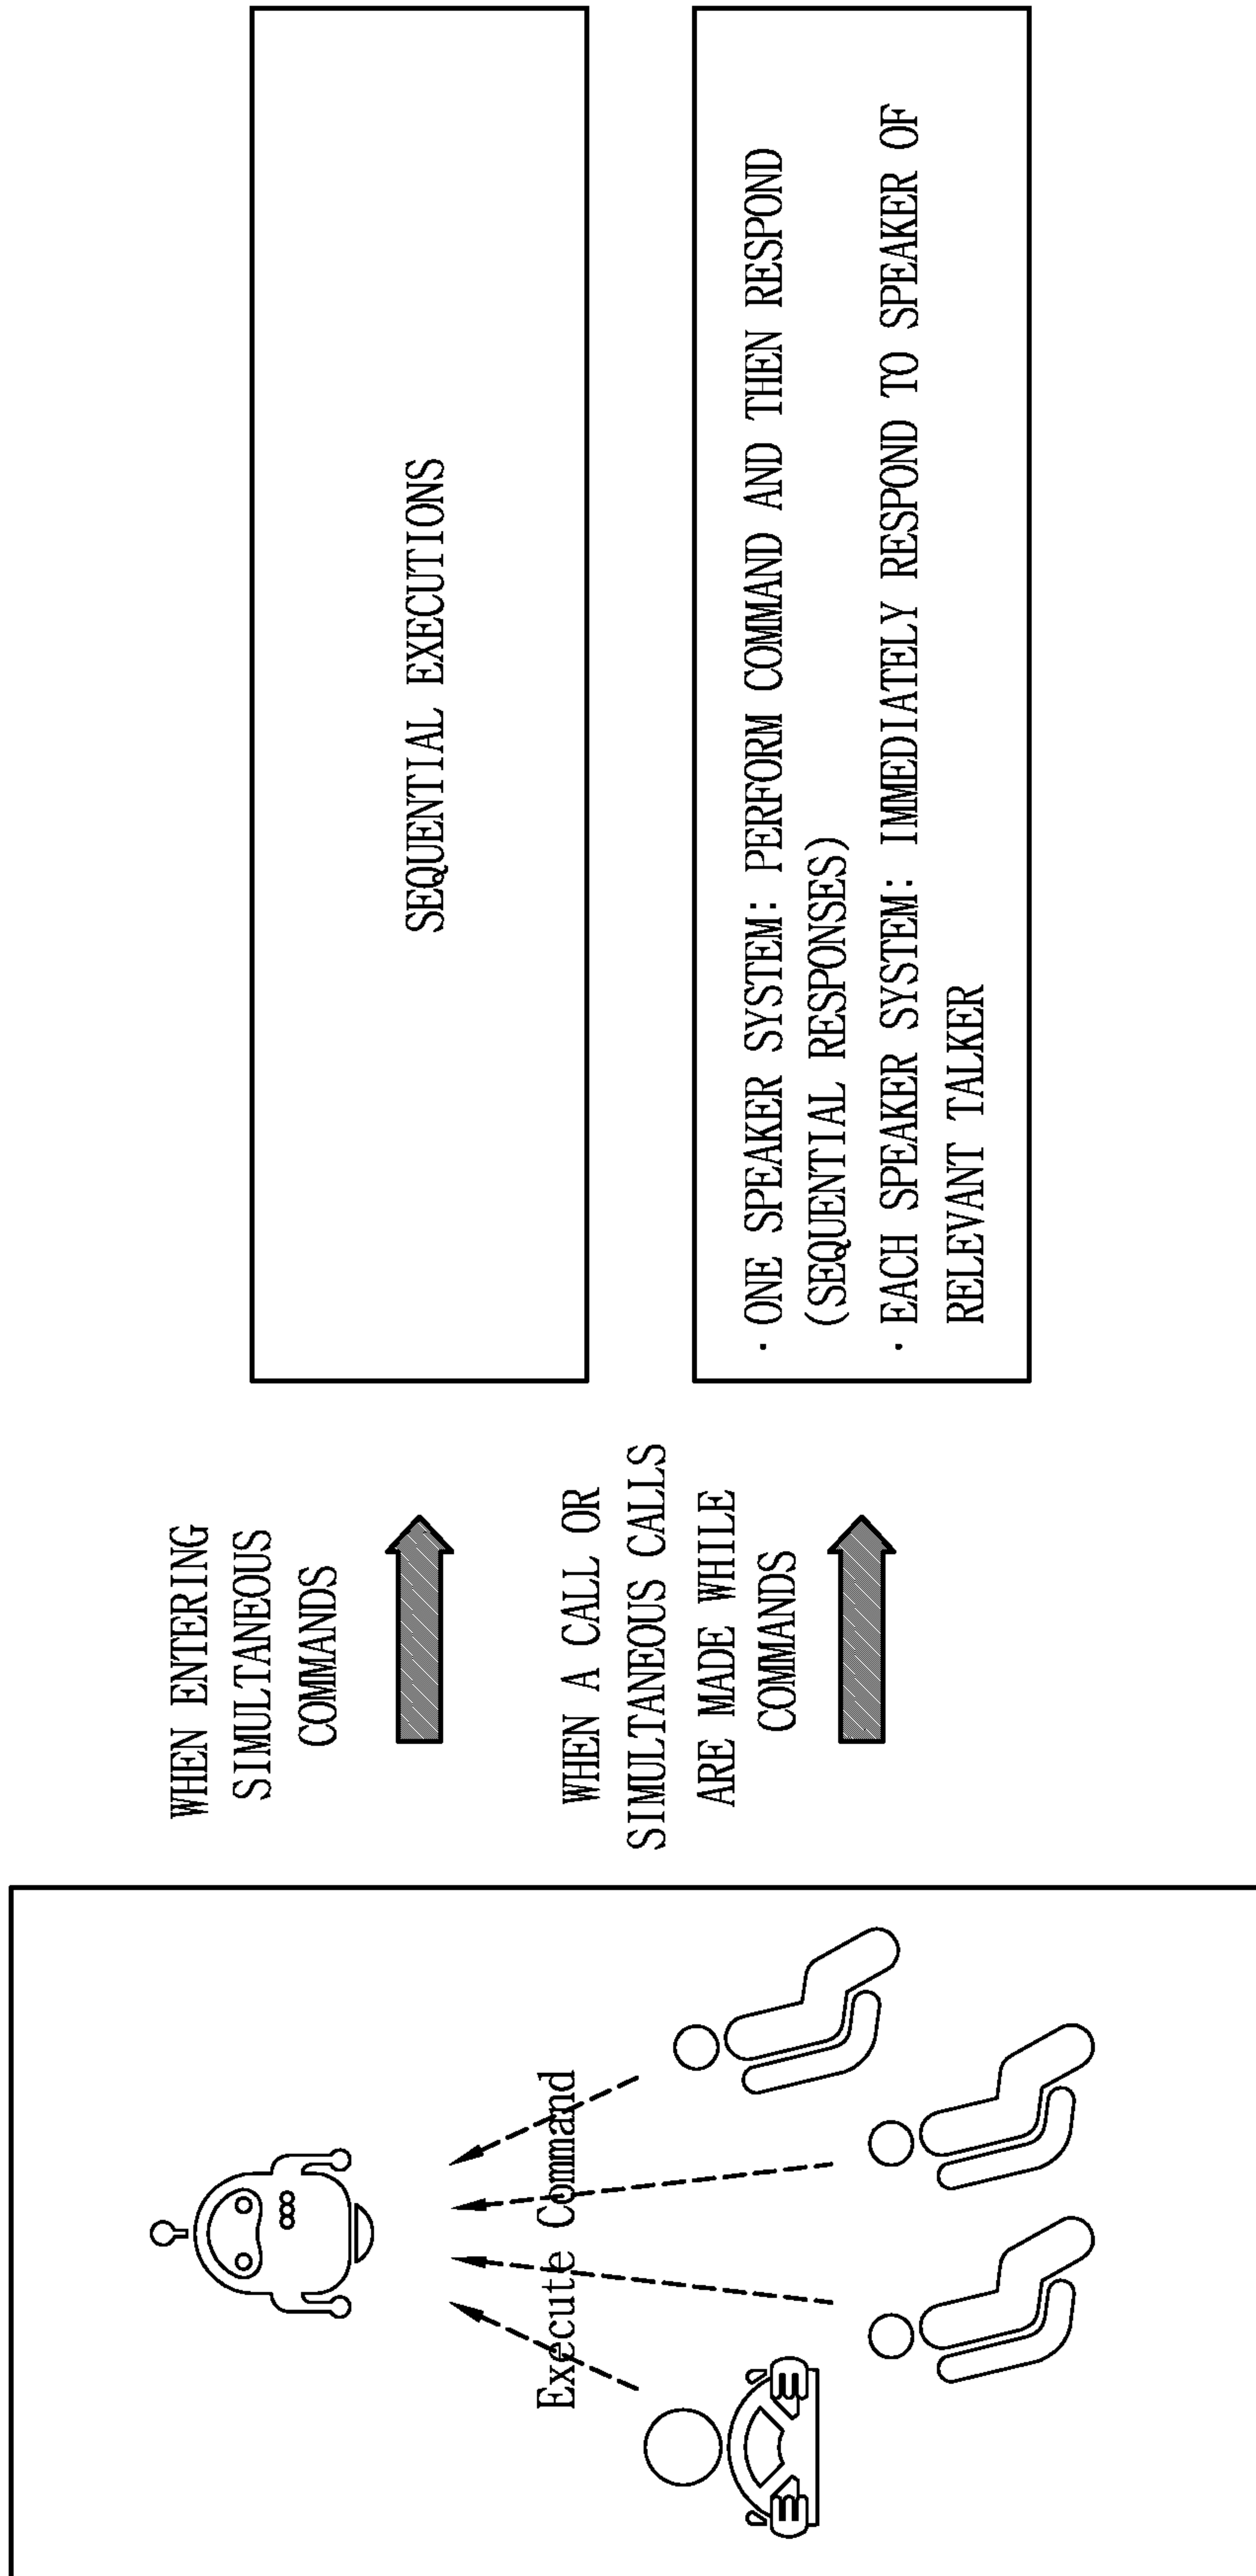 Execute Command
WHEN ENTERING
SIMULTANEOUS
COMMANDS
SEQUENTIAL EXECUTIONS
WHEN A CALL OR
SIMULTANEOUS CALLS
ARE MADE WHILE
COMMANDS
· ONE SPEAKER SYSTEM: PERFORM COMMAND AND THEN RESPOND
(SEQUENTIAL RESPONSES)
· EACH SPEAKER SYSTEM: IMMEDIATELY RESPOND TO SPEAKER OF
RELEVANT TALKER